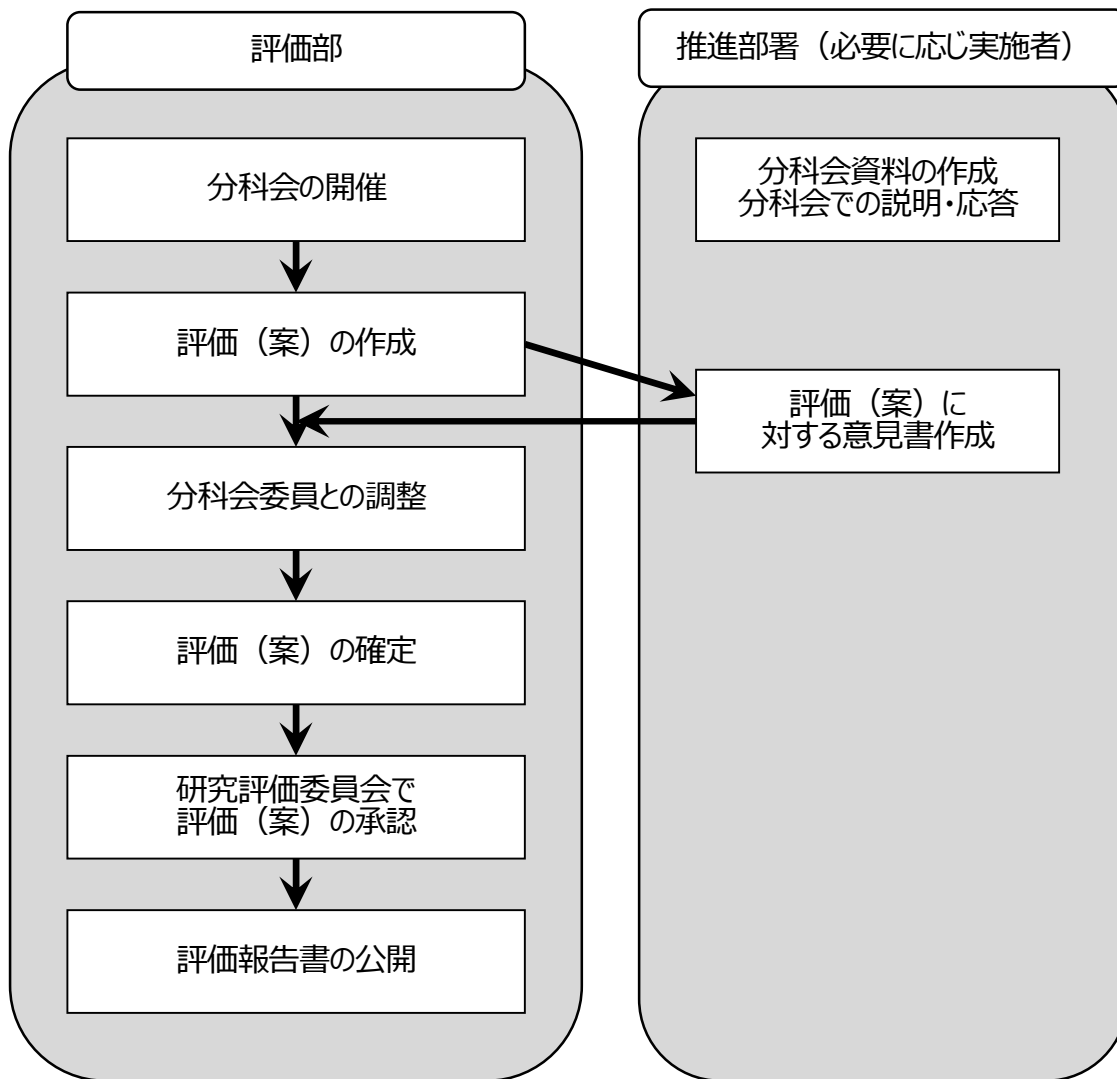 評価部
分科会の開催
評価（案）の作成
分科会委員との調整
評価（案）の確定
研究評価委員会で
評価（案）の承認
評価報告書の公開
推進部署（必要に応じ実施者）
分科会資料の作成
分科会での説明・応答
評価（案）に
対する意見書作成